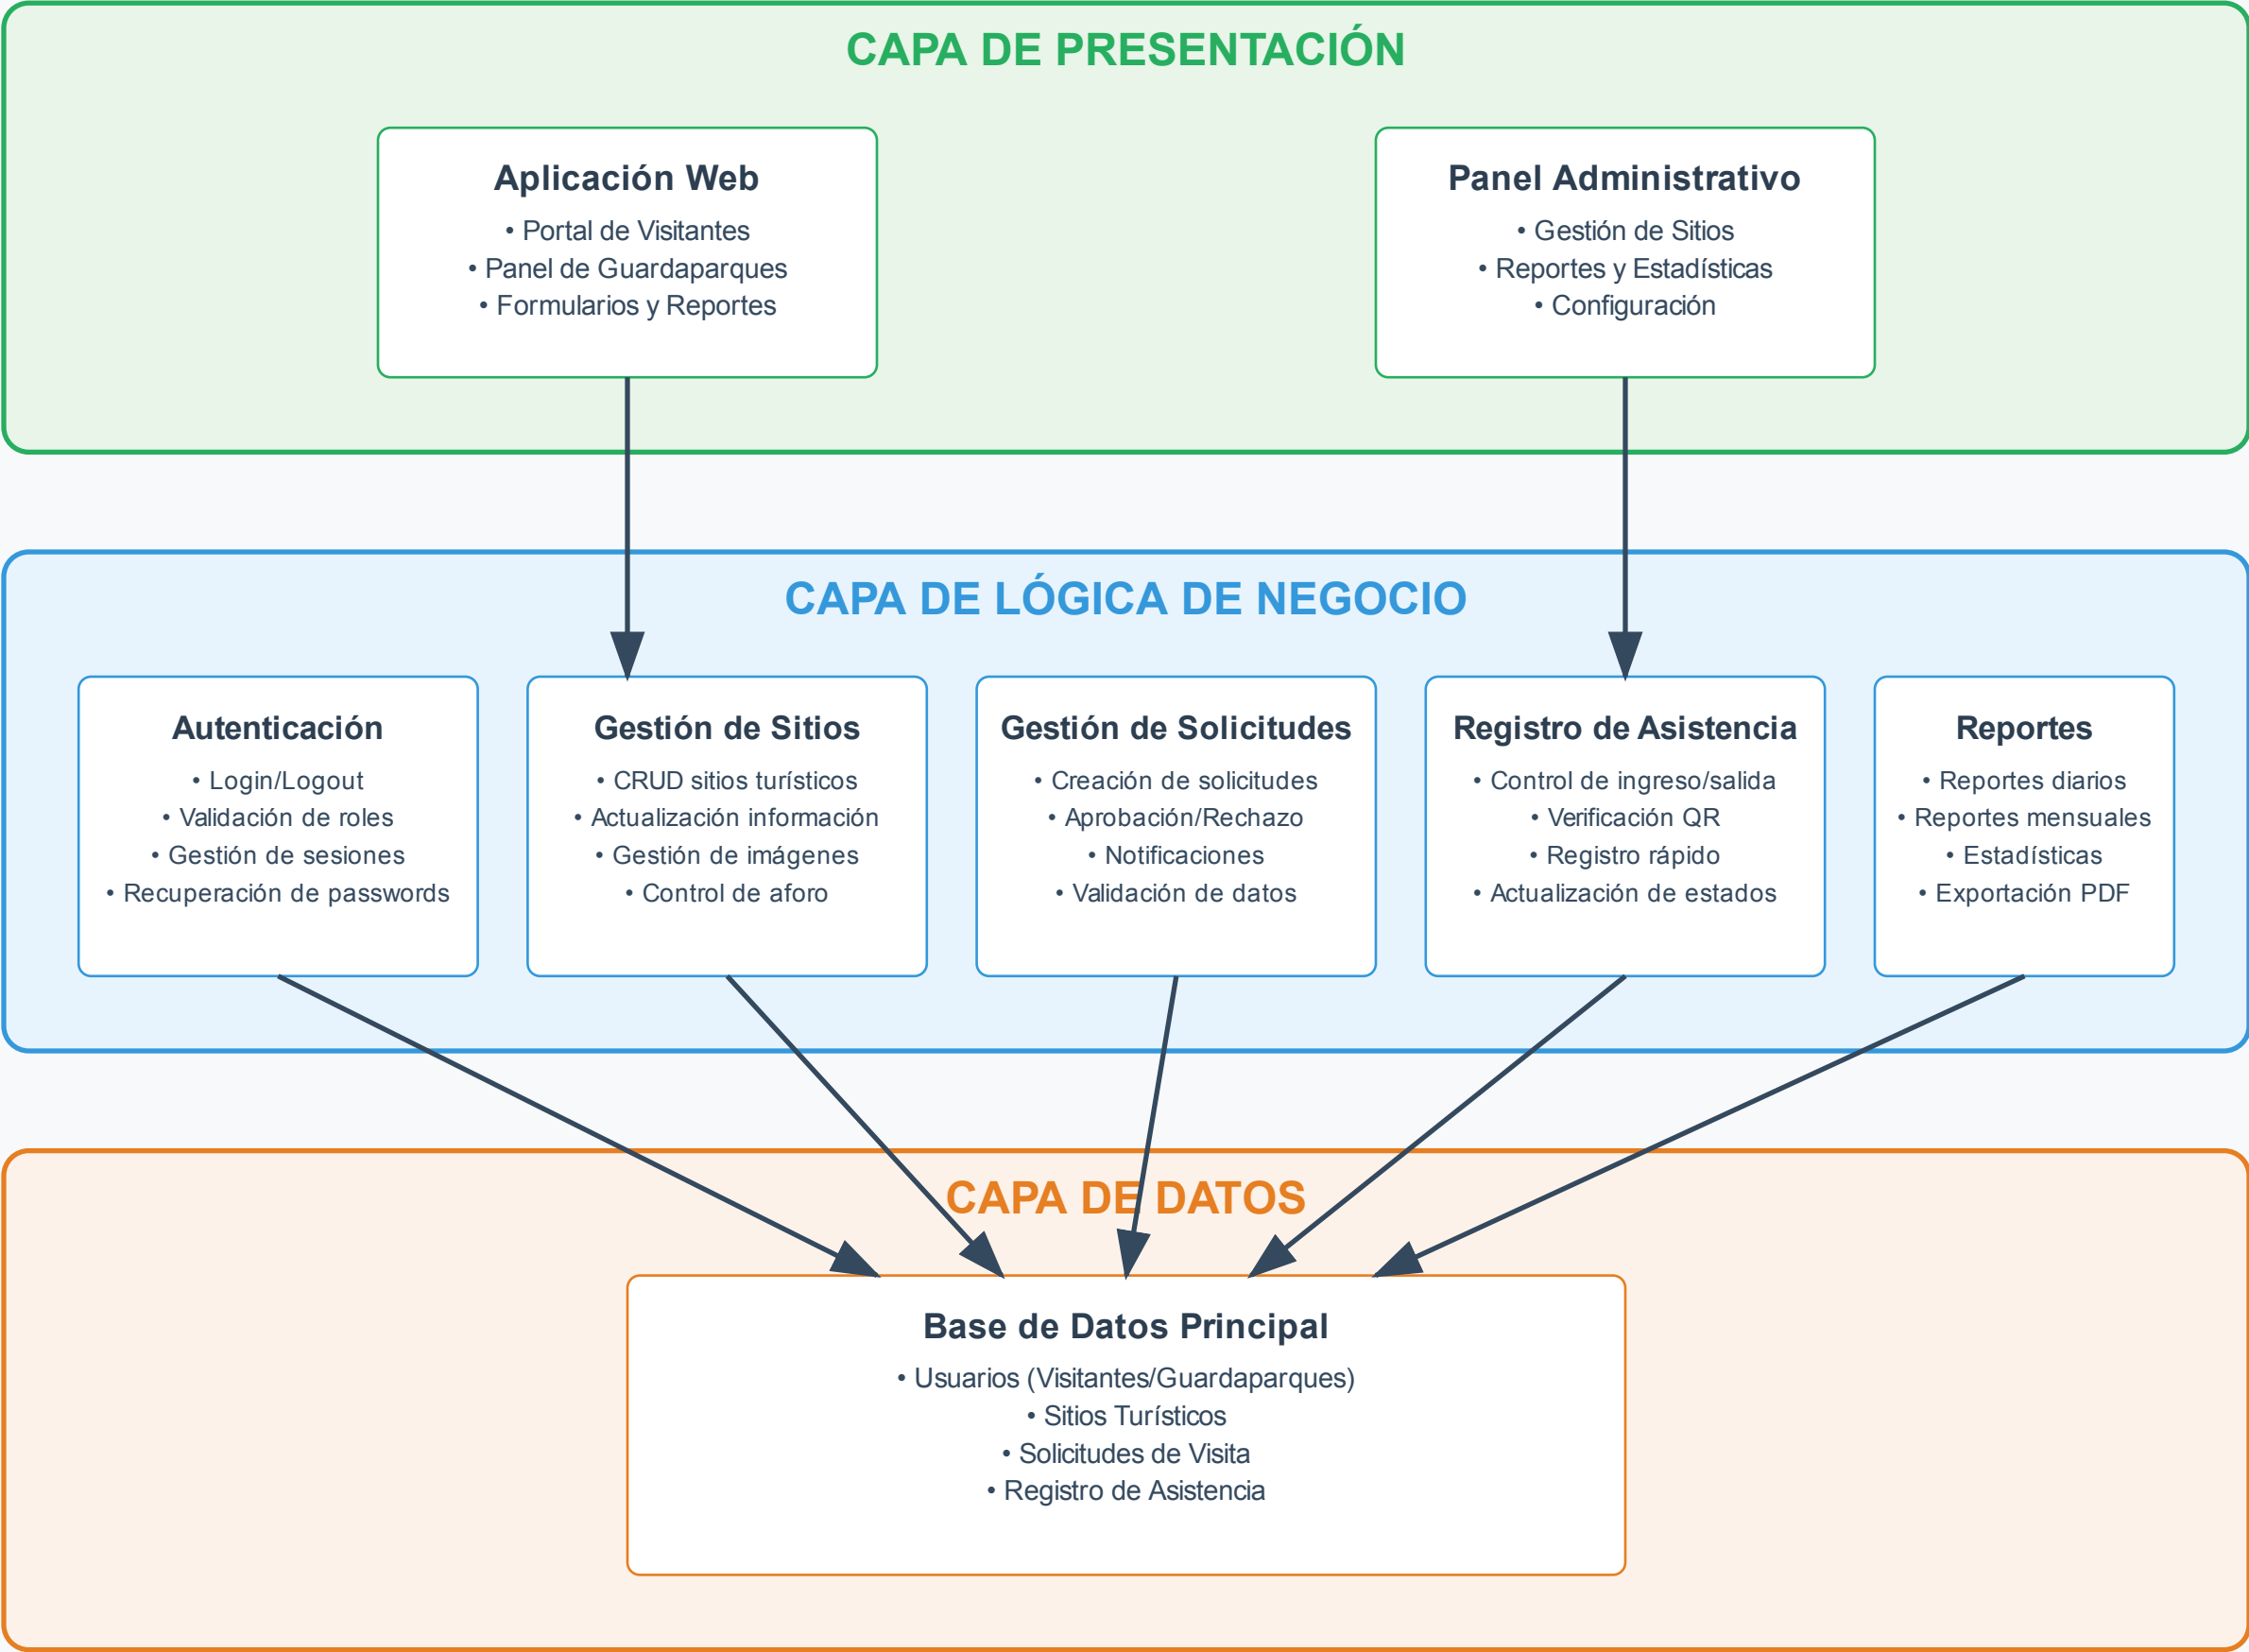 CAPA DE PRESENTACIÓN
Aplicación Web
• Portal de Visitantes
• Panel de Guardaparques
• Formularios y Reportes
Panel Administrativo
• Gestión de Sitios
• Reportes y Estadísticas
• Configuración
CAPA DE LÓGICA DE NEGOCIO
Autenticación
• Login/Logout
• Validación de roles
• Gestión de sesiones
• Recuperación de passwords
Gestión de Sitios
• CRUD sitios turísticos
• Actualización información
• Gestión de imágenes
• Control de aforo
Gestión de Solicitudes
• Creación de solicitudes
• Aprobación/Rechazo
• Notificaciones
• Validación de datos
Registro de Asistencia
• Control de ingreso/salida
• Verificación QR
• Registro rápido
• Actualización de estados
Reportes
• Reportes diarios
• Reportes mensuales
• Estadísticas
• Exportación PDF
CAPA DE DATOS
Base de Datos Principal
• Usuarios (Visitantes/Guardaparques)
• Sitios Turísticos
• Solicitudes de Visita
• Registro de Asistencia